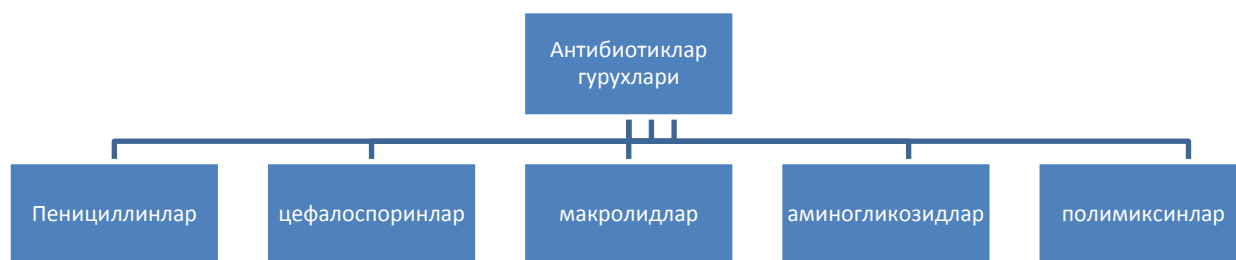 Антибиотиклар
гурухлари
Пенициллинлар
цефалоспоринлар
макролидлар
аминогликозидлар
полимиксинлар